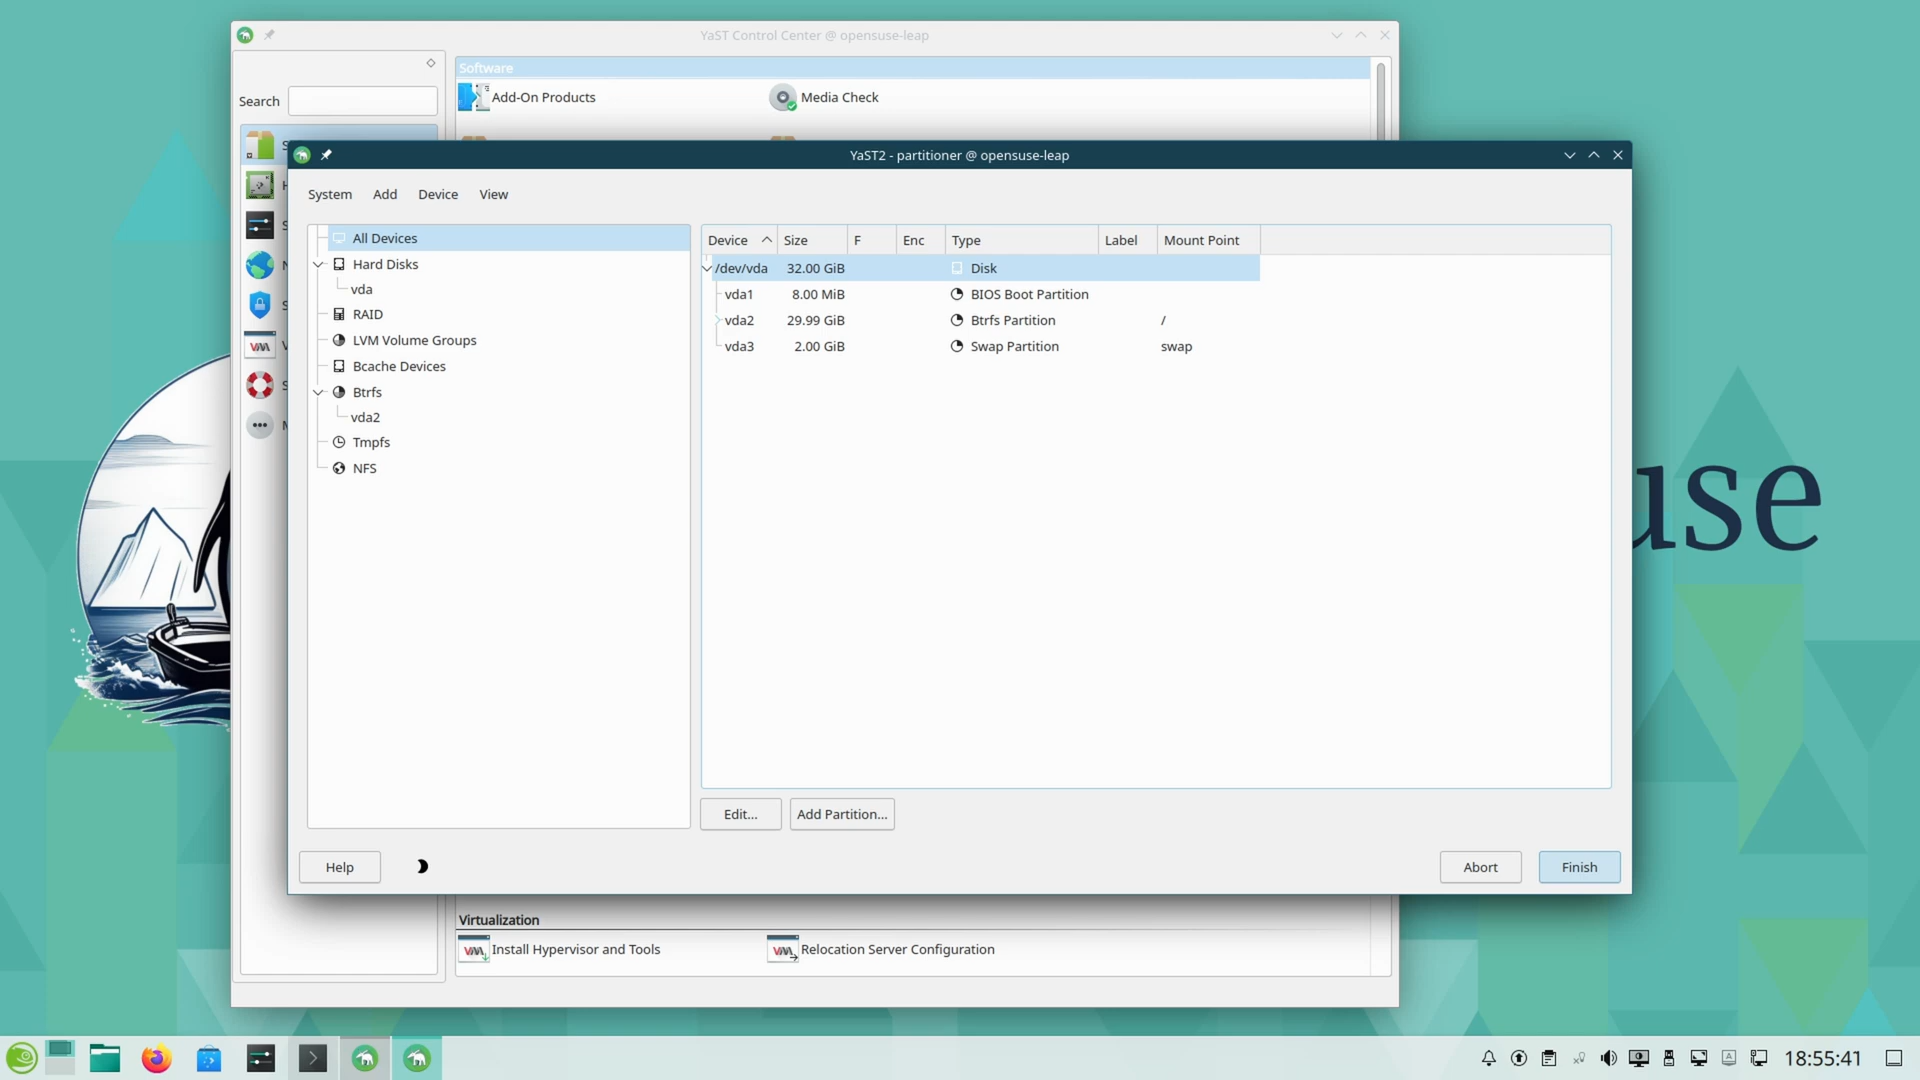 YaST Control Center @ opensuse-leap
Search
Software
Add-On Products
Media Check
YaST2 - partitioner @ opensuse-leap
System Add Device View
All Devices
Hard Disks
vda
RAID
LVM Volume Groups
Bcache Devices
Btrfs
vda2
Tmpfs
NFS
Device Size F Enc Type Label Mount Point
/dev/vda 32.00 GiB Disk
vda1 8.00 MiB BIOS Boot Partition
vda2 29.99 GiB Btrfs Partition /
vda3 2.00 GiB Swap Partition swap
Edit... Add Partition...
Help Abort Finish
use
Virtualization
Install Hypervisor and Tools
Relocation Server Configuration
18:55:41